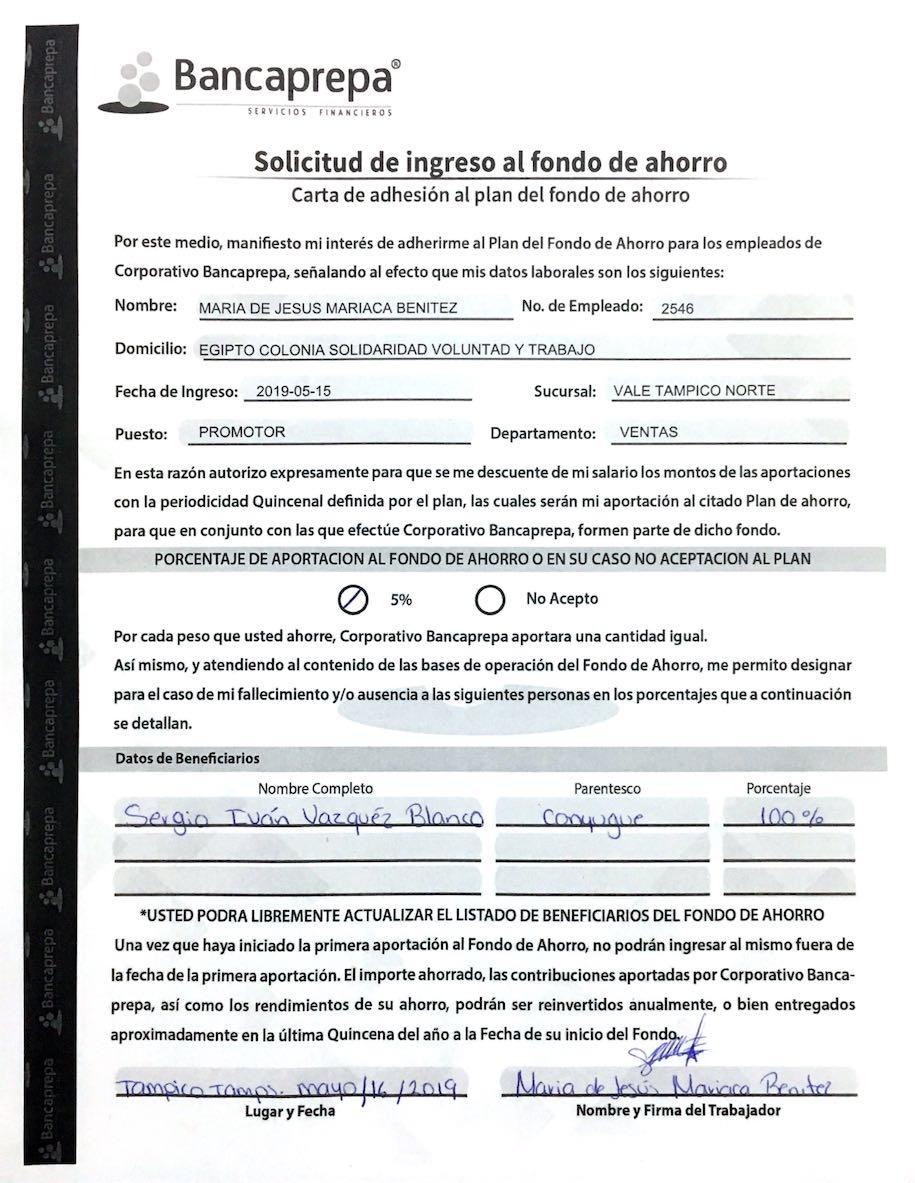 Bancaprepa®
SERVICIOS FINANCIEROS
Solicitud de ingreso al fondo de ahorro
Carta de adhesión al plan del fondo de ahorro
Por este medio, manifiesto mi interés de adherirme al Plan del Fondo de Ahorro para los empleados de
Corporativo Bancaprepa, señalando al efecto que mis datos laborales son los siguientes:
Nombre: MARIA DE JESUS MARIACA BENITEZ No. de Empleado: 2546
Domicilio: EGIPTO COLONIA SOLIDARIDAD VOLUNTAD Y TRABAJO
Fecha de Ingreso: 2019-05-15 Sucursal: VALE TAMPICO NORTE
Puesto: PROMOTOR Departamento: VENTAS
En esta razón autorizo expresamente para que se me descuente de mi salario los montos de las aportaciones
con la periodicidad Quincenal definida por el plan, las cuales serán mi aportación al citado Plan de ahorro,
para que en conjunto con las que efectúe Corporativo Bancaprepa, formen parte de dicho fondo.
PORCENTAJE DE APORTACION AL FONDO DE AHORRO O EN SU CASO NO ACEPTACION AL PLAN
5% No Acepto
Por cada peso que usted ahorre, Corporativo Bancaprepa aportara una cantidad igual.
Así mismo, y atendiendo al contenido de las bases de operación del Fondo de Ahorro, me permito designar
para el caso de mi fallecimiento y/o ausencia a las siguientes personas en los porcentajes que a continuación
se detallan.
Datos de Beneficiarios
Nombre Completo Parentesco Porcentaje
Sergio Iván Vazquéz Blanco Conyugue 100%
*USTED PODRA LIBREMENTE ACTUALIZAR EL LISTADO DE BENEFICIARIOS DEL FONDO DE AHORRO
Una vez que haya iniciado la primera aportación al Fondo de Ahorro, no podrán ingresar al mismo fuera de
la fecha de la primera aportación. El importe ahorrado, las contribuciones aportadas por Corporativo Banca-
prepa, así como los rendimientos de su ahorro, podrán ser reinvertidos anualmente, o bien entregados
aproximadamente en la última Quincena del año a la Fecha de su inicio del Fondo.
Tampico Tamps. mayo/16/2019 Maria de Jesús Mariaca Benitez
Lugar y Fecha Nombre y Firma del Trabajador
Bancaprepa
Bancaprepa
Bancaprepa
Bancaprepa
Bancaprepa
Bancaprepa
Bancaprepa
Bancaprepa
Bancaprepa